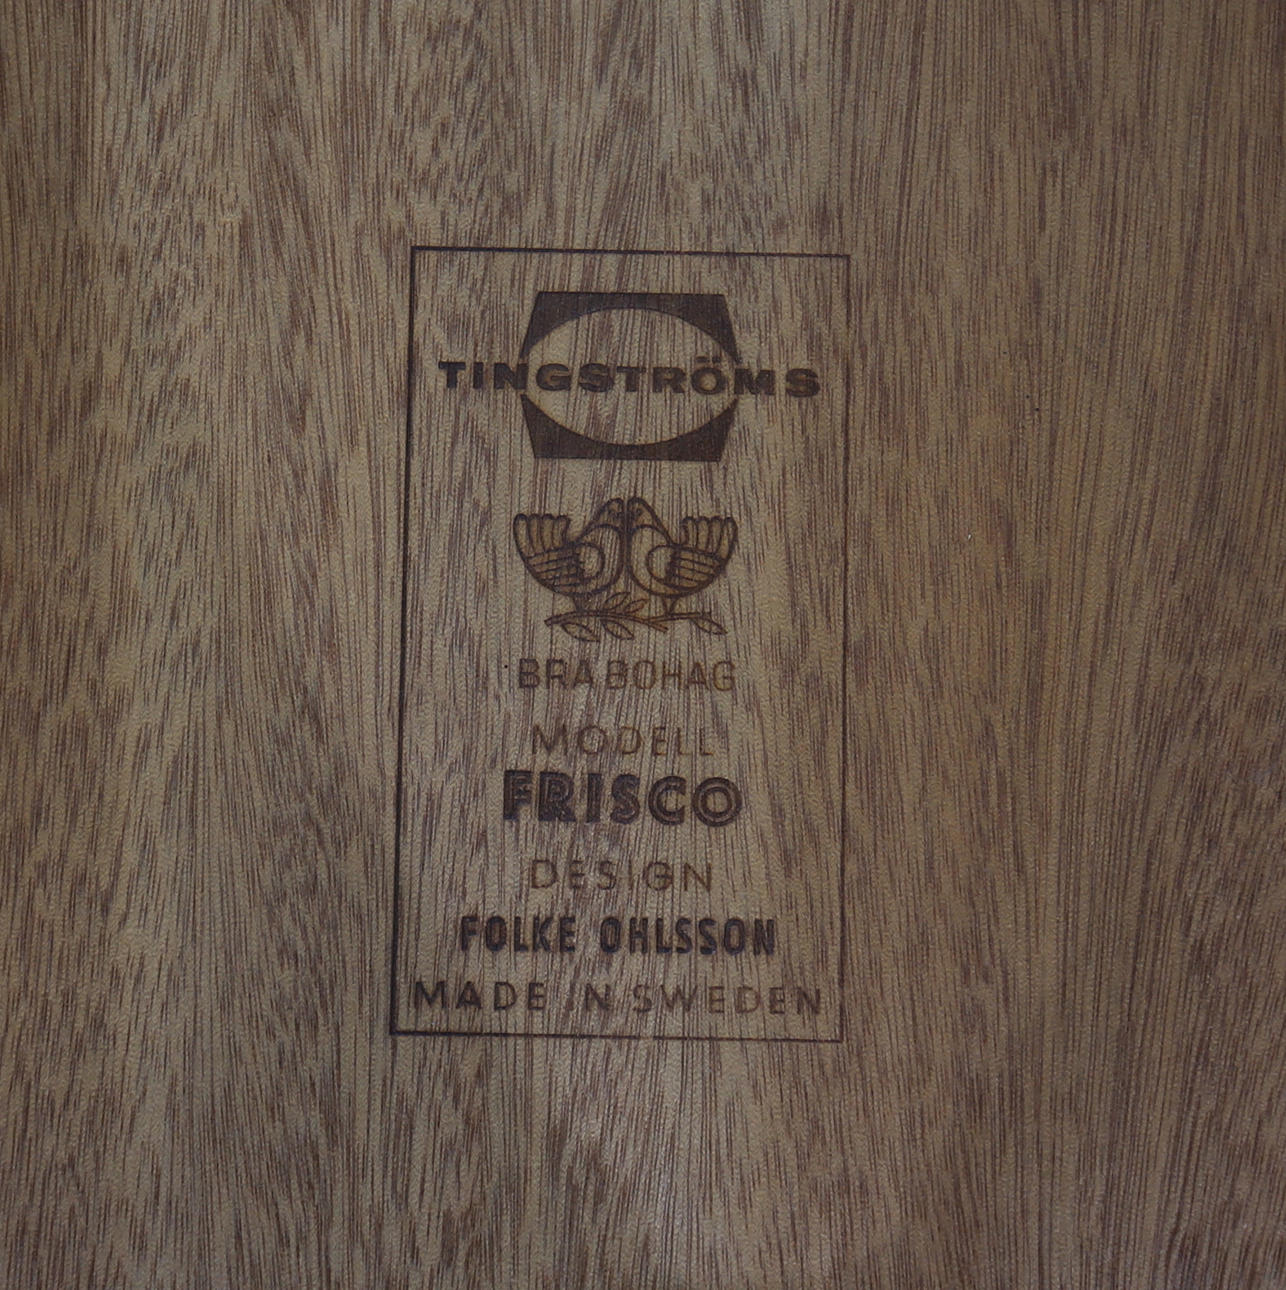 TINGSTRÖMS
BRA BOHAG
MODELL
FRISCO
DESIGN
FOLKE OHLSSON
MADE IN SWEDEN